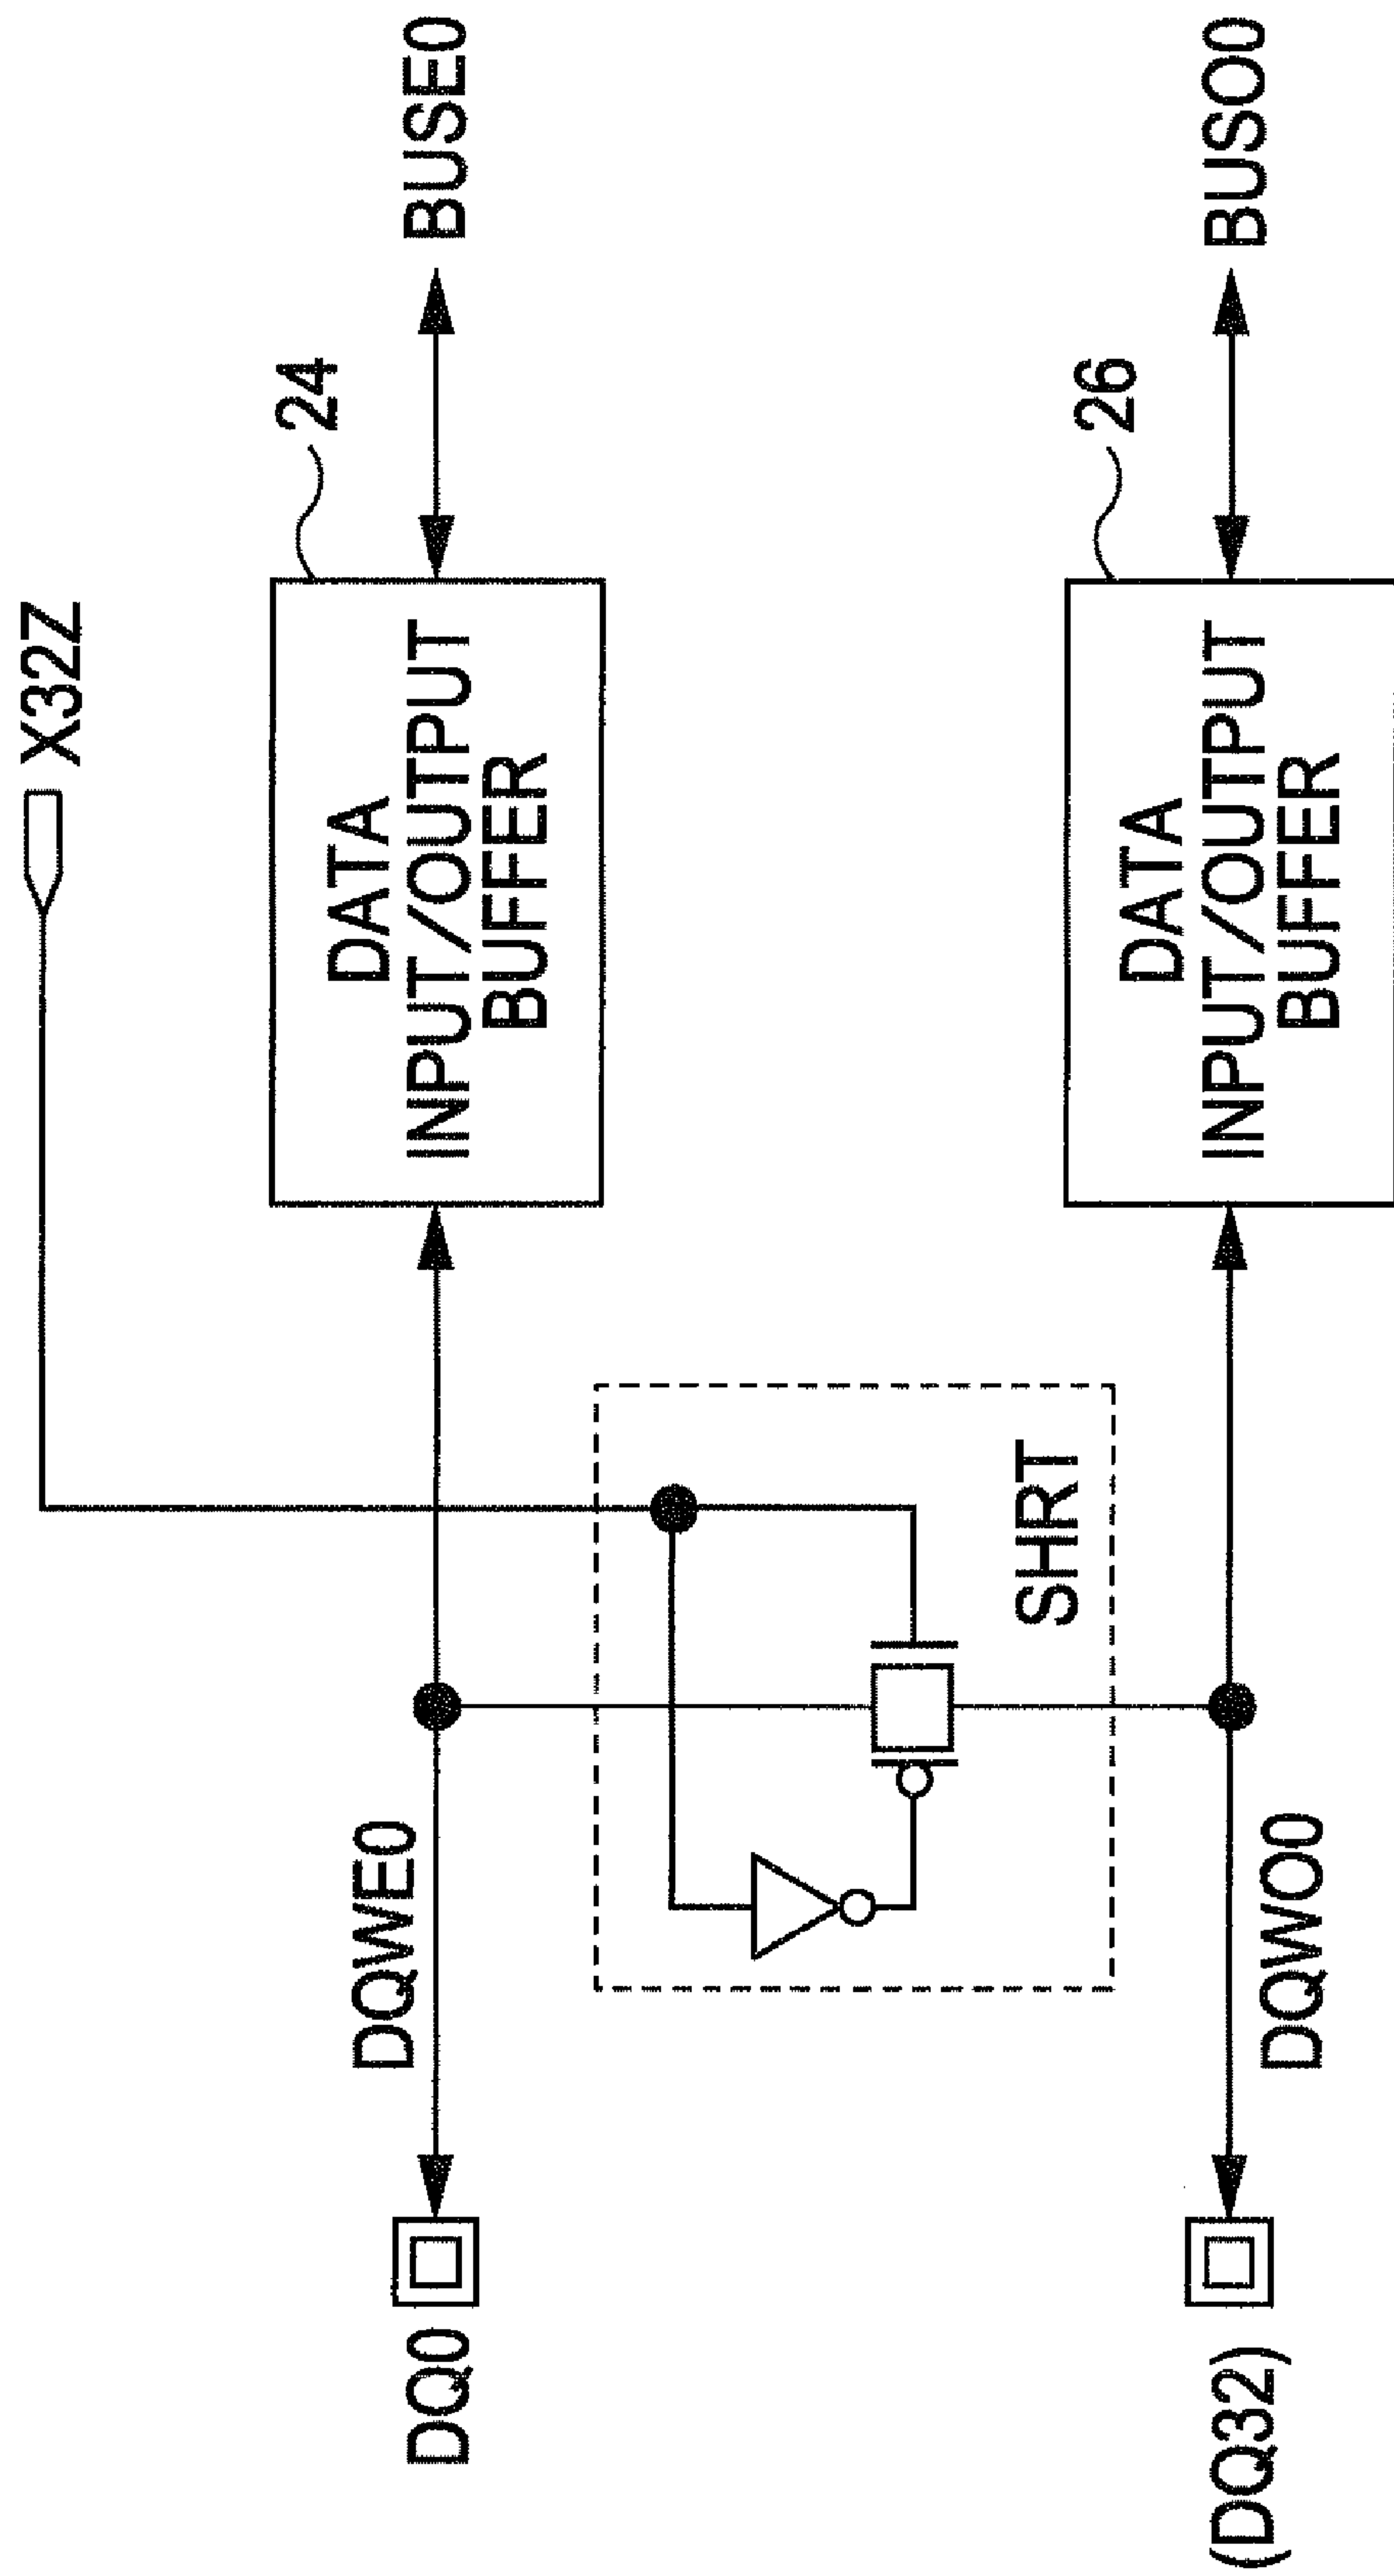 X32Z
DQWE0
24
DQ0
DATA
INPUT/OUTPUT
BUFFER
BUSE0
SHRT
26
(DQ32)
DQWO0
DATA
INPUT/OUTPUT
BUFFER
BUSO0